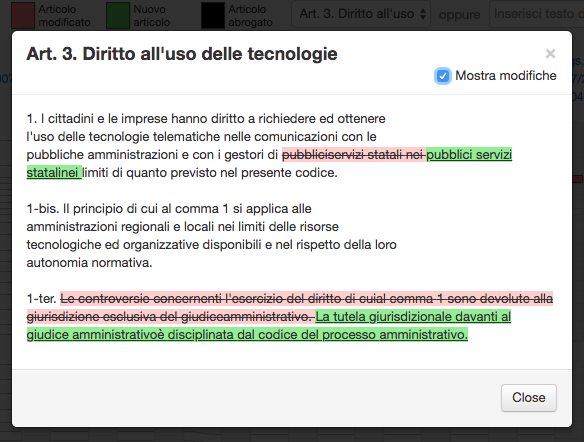 Articolo modificato
Nuovo articolo
Articolo abrogato
Art. 3. Diritto all'uso
oppure
Inserisci testo d
Art. 3. Diritto all'uso delle tecnologie
×
Mostra modifiche
1. I cittadini e le imprese hanno diritto a richiedere ed ottenere
l'uso delle tecnologie telematiche nelle comunicazioni con le
pubbliche amministrazioni e con i gestori di pubbliciservizi statali nei pubblici servizi
statalinei limiti di quanto previsto nel presente codice.
1-bis. Il principio di cui al comma 1 si applica alle
amministrazioni regionali e locali nei limiti delle risorse
tecnologiche ed organizzative disponibili e nel rispetto della loro
autonomia normativa.
1-ter. Le controversie concernenti l'esercizio del diritto di cuial comma 1 sono devolute alla
giurisdizione esclusiva del giudiceamministrativo. La tutela giurisdizionale davanti al
giudice amministrativoè disciplinata dal codice del processo amministrativo.
Close